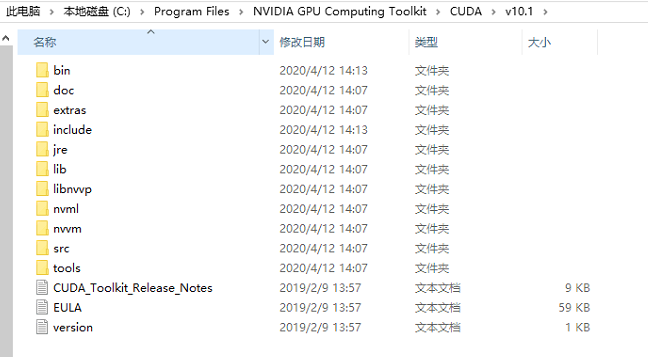 此电脑 › 本地磁盘 (C:) › Program Files › NVIDIA GPU Computing Toolkit › CUDA › v10.1 ›
名称 修改日期 类型 大小
bin 2020/4/12 14:13 文件夹
doc 2020/4/12 14:07 文件夹
extras 2020/4/12 14:07 文件夹
include 2020/4/12 14:13 文件夹
jre 2020/4/12 14:07 文件夹
lib 2020/4/12 14:07 文件夹
libnvvp 2020/4/12 14:07 文件夹
nvml 2020/4/12 14:07 文件夹
nvvm 2020/4/12 14:07 文件夹
src 2020/4/12 14:07 文件夹
tools 2020/4/12 14:07 文件夹
CUDA_Toolkit_Release_Notes 2019/2/9 13:57 文本文档 9 KB
EULA 2019/2/9 13:57 文本文档 59 KB
version 2019/2/9 13:57 文本文档 1 KB